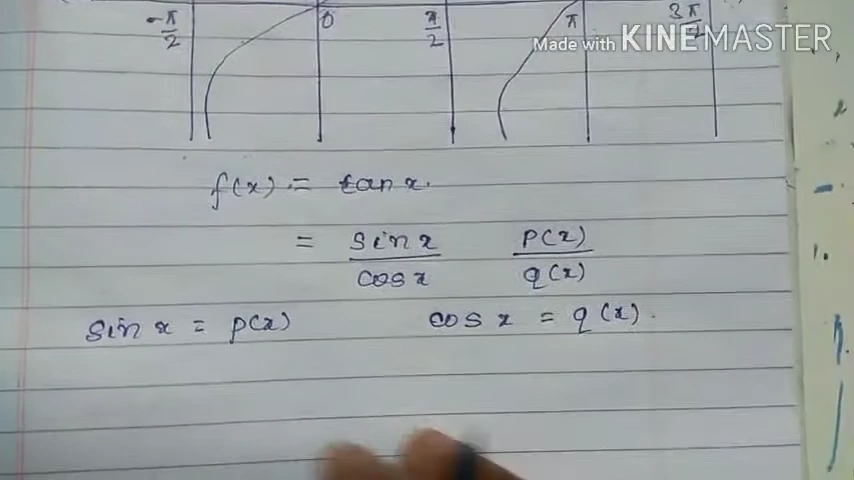 -π/2 0 π/2 π 3π/2
Made with KINEMASTER
f(x) = tan x.
= sin x / cos x P(x) / q(x)
sin x = P(x) cos x = q(x).